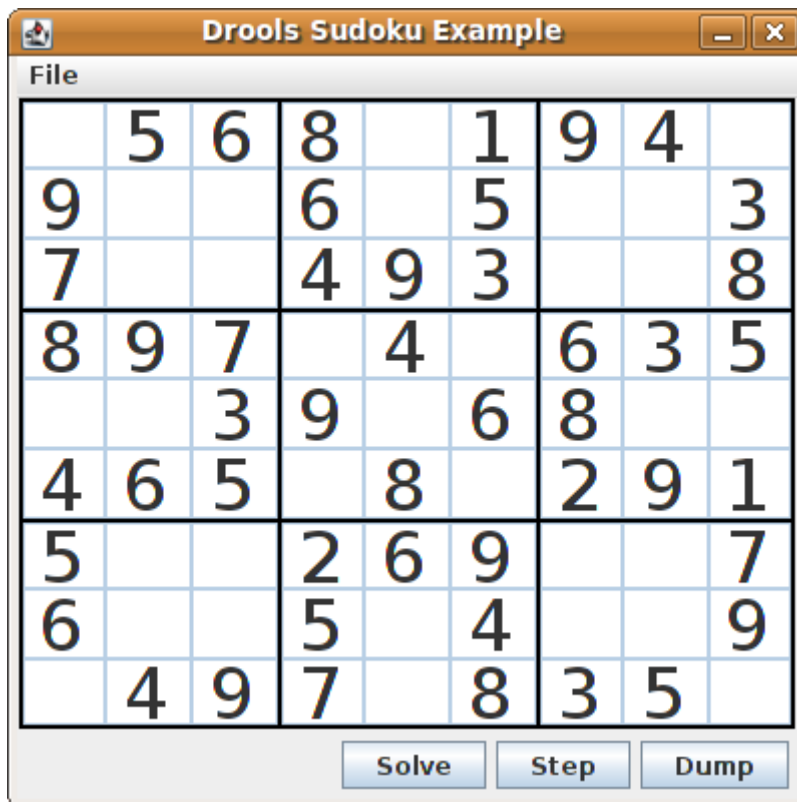 Drools Sudoku Example
File
5 6 8 1 9 4
9 6 5 3
7 4 9 3 8
8 9 7 4 6 3 5
3 9 6 8
4 6 5 8 2 9 1
5 2 6 9 7
6 5 4 9
4 9 7 8 3 5
Solve Step Dump